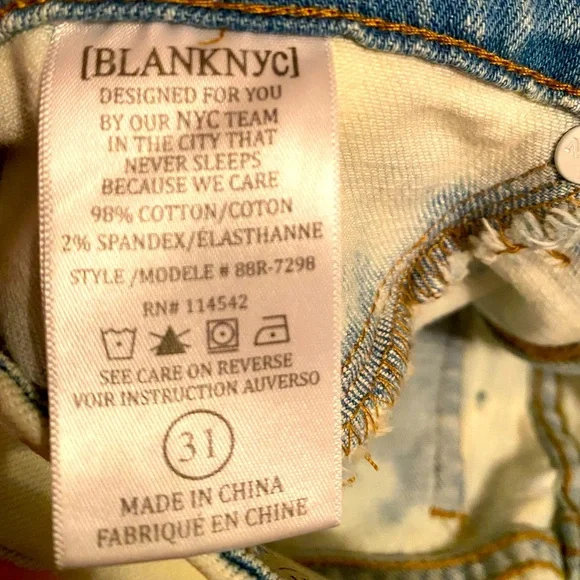 [BLANKNYC]
DESIGNED FOR YOU
BY OUR NYC TEAM
IN THE CITY THAT
NEVER SLEEPS
BECAUSE WE CARE
98% COTTON/COTON
2% SPANDEX/ÉLASTHANNE
STYLE /MODELE # 88R-7298
RN# 114542
SEE CARE ON REVERSE
VOIR INSTRUCTION AUVERSO
31
MADE IN CHINA
FABRIQUE EN CHINE